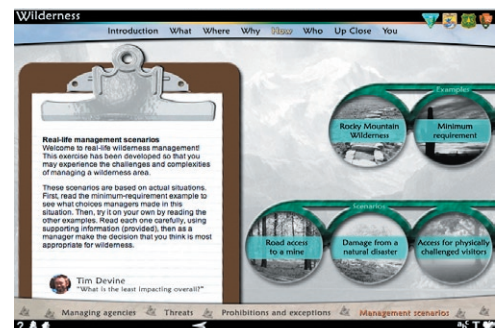 Wilderness
Introduction What Where Why How Who Up Close You
Real-life management scenarios
Welcome to real-life wilderness management!
This exercise has been developed so that you
may experience the challenges and complexities
of managing a wilderness area.
These scenarios are based on actual situations.
First, read the minimum-requirement example to
see what choices managers made in this
situation. Then, try it on your own by reading the
other examples. Read each one carefully, using
supporting information (provided), then as a
manager make the decision that you think is most
appropriate for wilderness.
Tim Devine
"What is the least impacting overall?"
Examples
Rocky Mountain
Wilderness
Minimum
requirement
Scenarios
Road access
to a mine
Damage from a
natural disaster
Access for physically
challenged visitors
Managing agencies Threats Prohibitions and exceptions Management scenarios